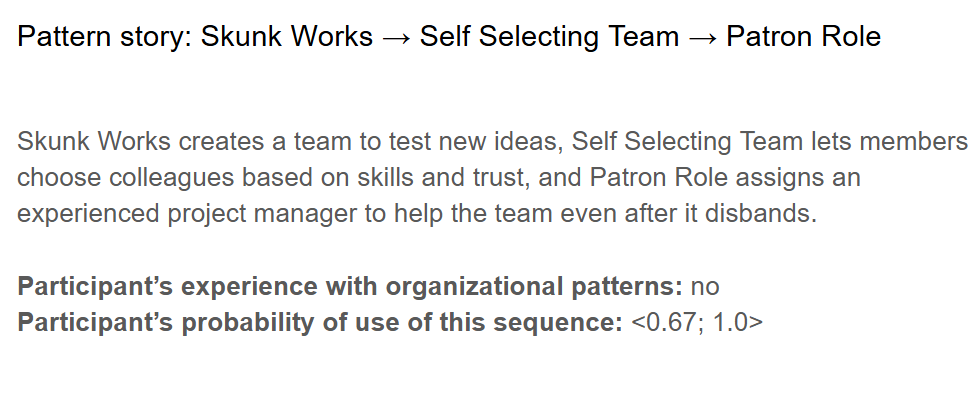 Pattern story: Skunk Works → Self Selecting Team → Patron Role
Skunk Works creates a team to test new ideas, Self Selecting Team lets members
choose colleagues based on skills and trust, and Patron Role assigns an
experienced project manager to help the team even after it disbands.
Participant’s experience with organizational patterns: no
Participant’s probability of use of this sequence: <0.67; 1.0>